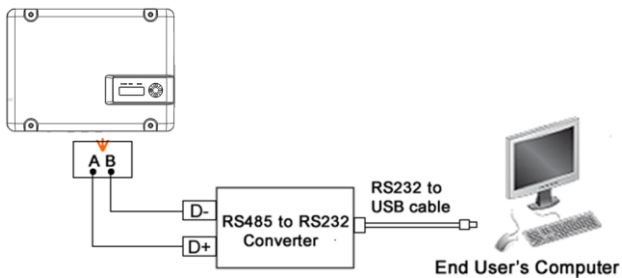 A B
D-
D+
RS485 to RS232
Converter
RS232 to
USB cable
End User's Computer